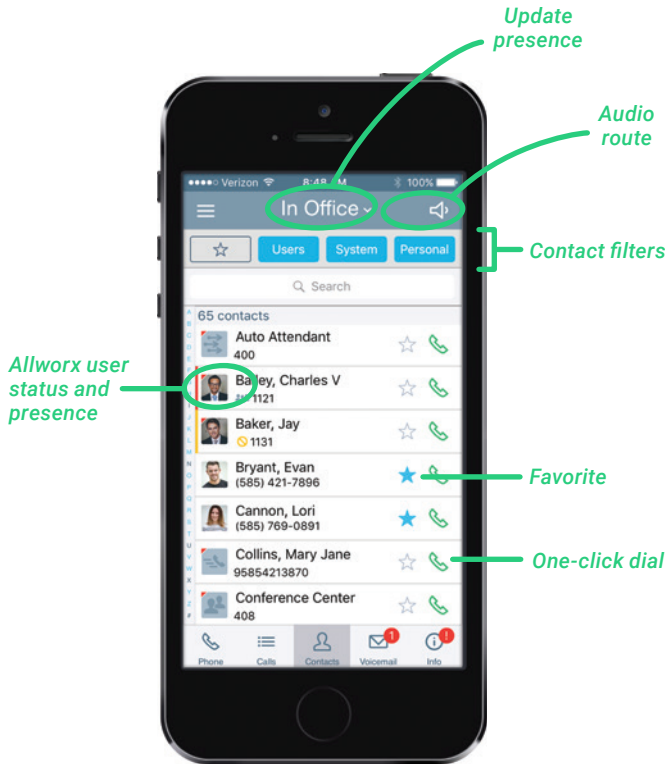 Update
presence
Audio
route
Verizon 8:48 AM 100%
In Office
Users System Personal
Contact filters
Search
65 contacts
Auto Attendant
400
Allworx user
status and
presence
Bailey, Charles V
1121
Baker, Jay
1131
Bryant, Evan
(585) 421-7896
Favorite
Cannon, Lori
(585) 769-0891
Collins, Mary Jane
95854213870
One-click dial
Conference Center
408
1 !
Phone Calls Contacts Voicemail Info